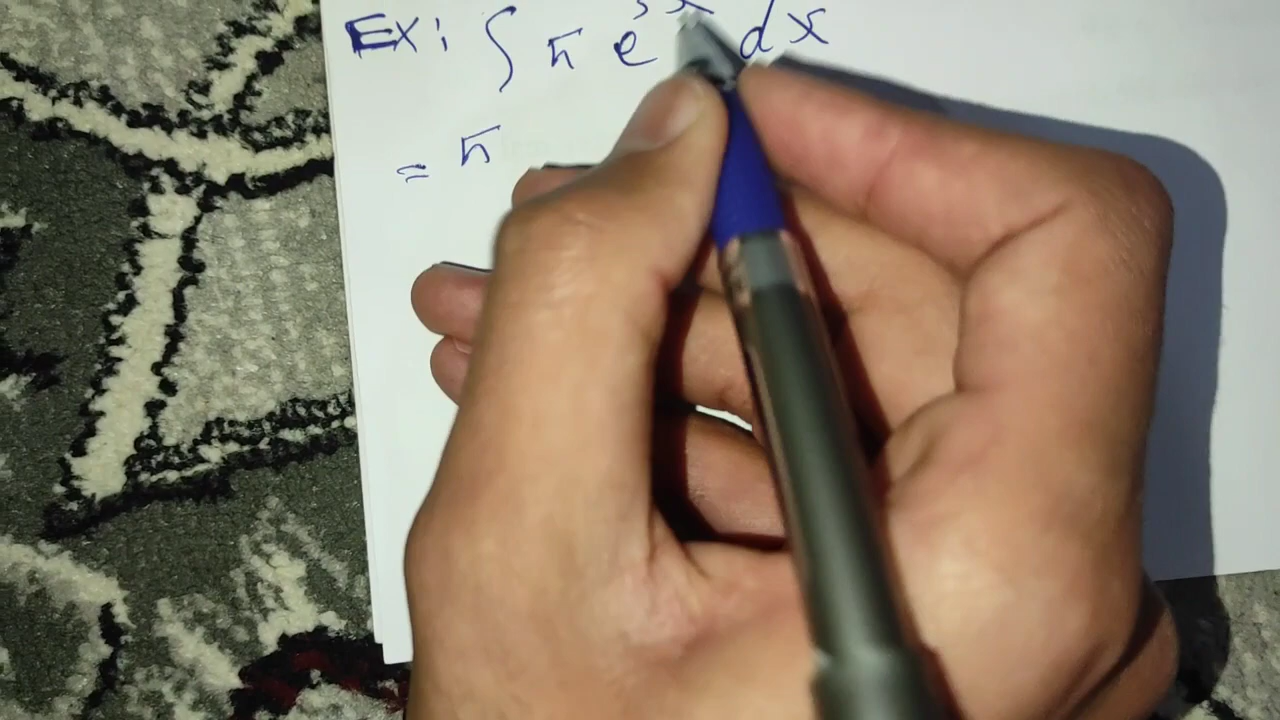 EX: ∫ π e dx
= π